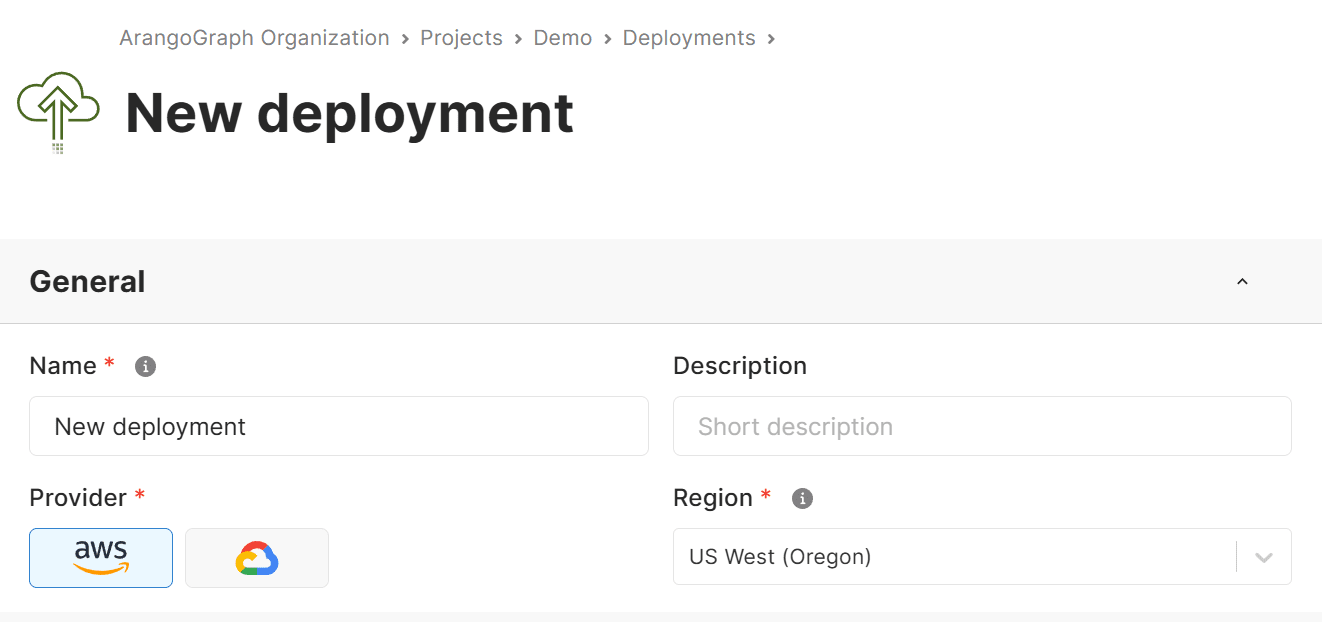 ArangoGraph Organization > Projects > Demo > Deployments >
New deployment
General
Name * i
Description
New deployment
Short description
Provider *
Region * i
aws
US West (Oregon)